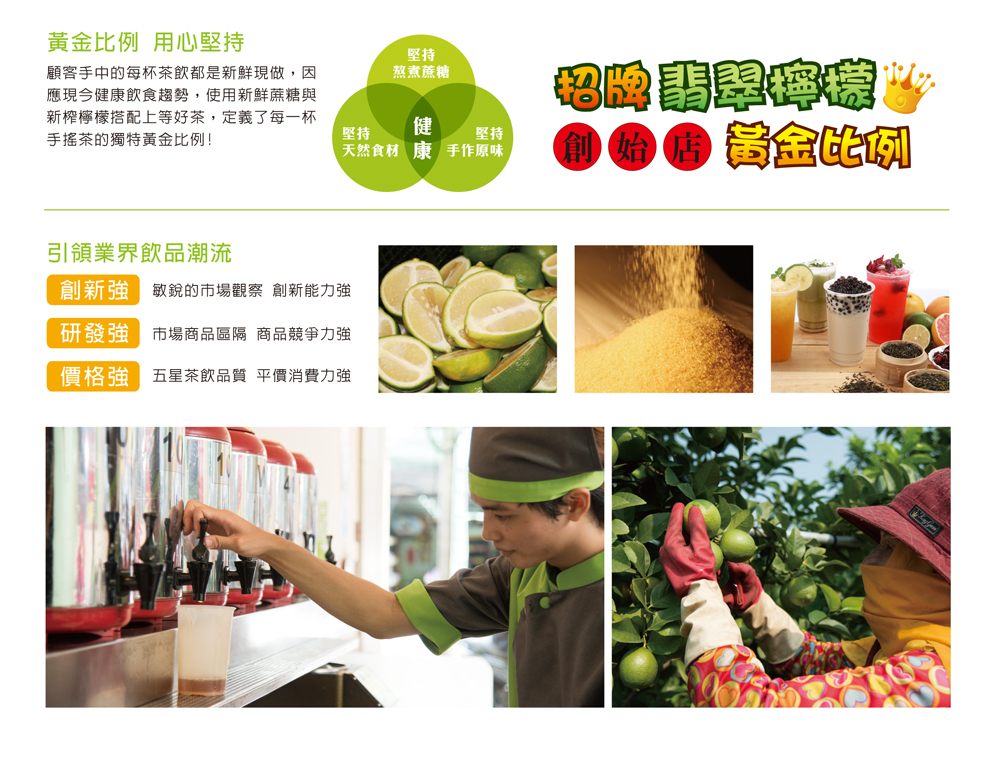 黃金比例 用心堅持
顧客手中的每杯茶飲都是新鮮現做，因
應現今健康飲食趨勢，使用新鮮蔗糖與
新榨檸檬搭配上等好茶，定義了每一杯
手搖茶的獨特黃金比例！
堅持
熬煮蔗糖
堅持
天然食材
健康
堅持
手作原味
招牌 翡翠檸檬
創始店 黃金比例
引領業界飲品潮流
創新強 敏銳的市場觀察 創新能力強
研發強 市場商品區隔 商品競爭力強
價格強 五星茶飲品質 平價消費力強